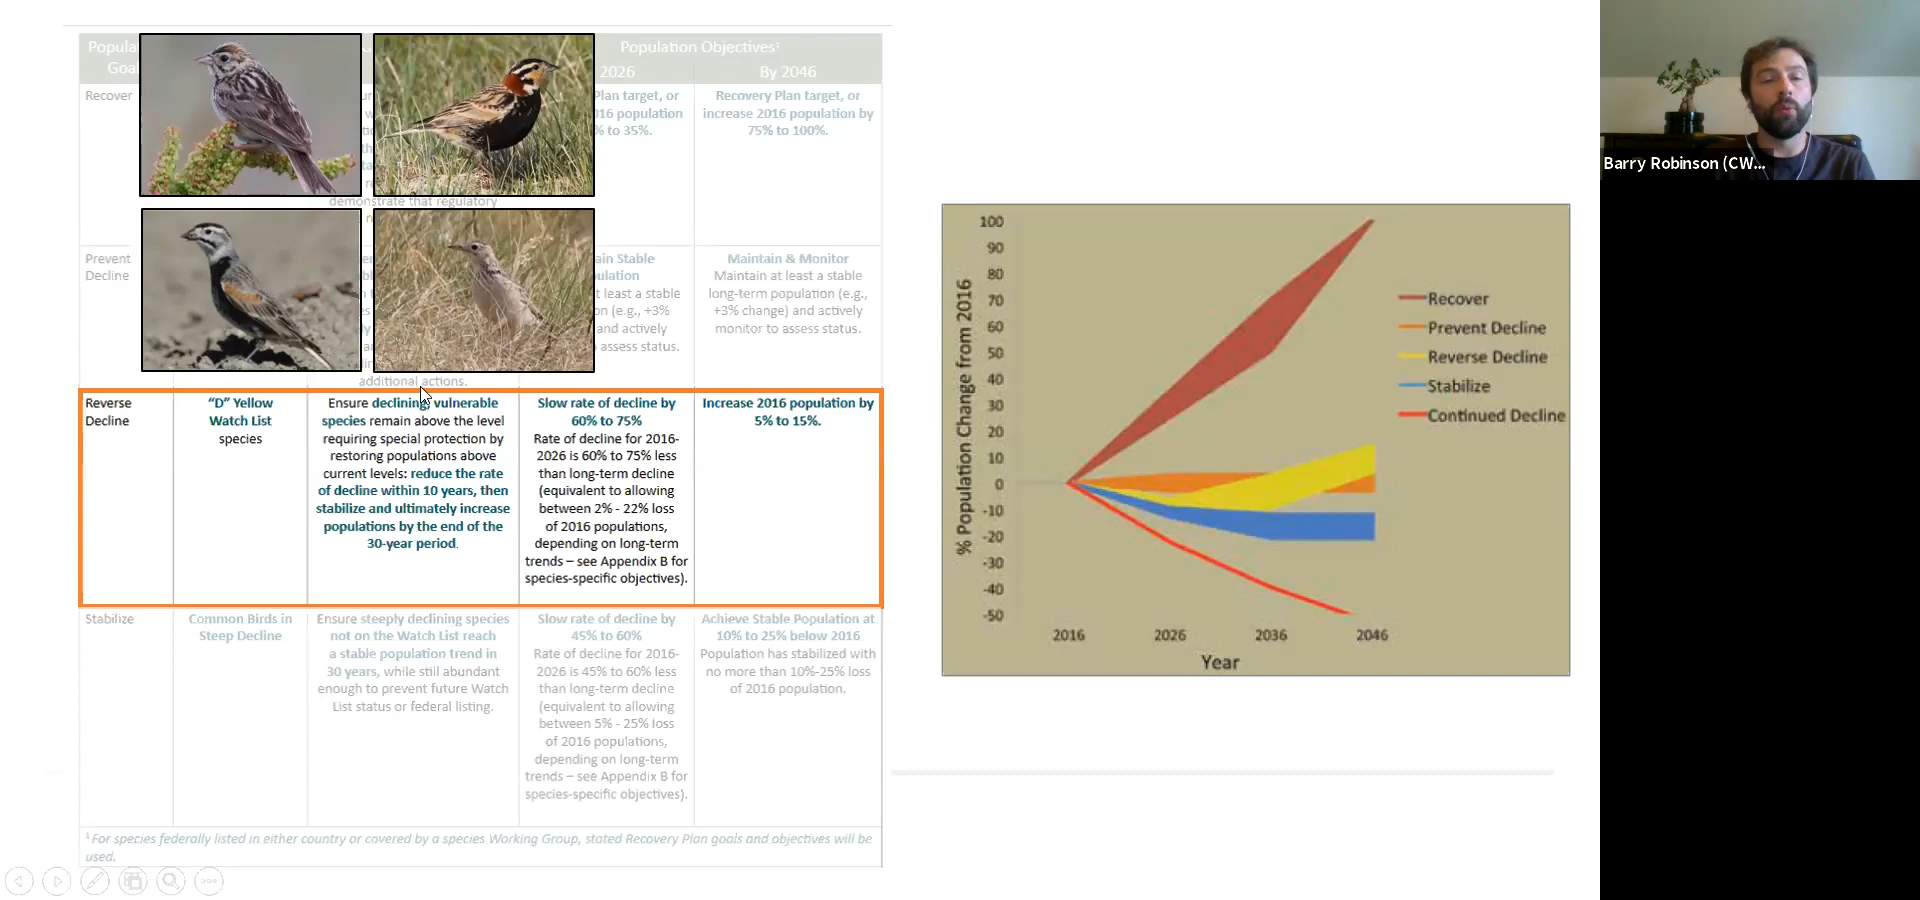 Popula
Goa
Population Objectives¹
2026
By 2046
Recover
Plan target, or
016 population
% to 35%.
Recovery Plan target, or
increase 2016 population by
75% to 100%.
demonstrate that regulatory
Prevent
Decline
additional actions.
ain Stable
pulation
t least a stable
on (e.g., +3%
and actively
assess status.
Maintain & Monitor
Maintain at least a stable
long-term population (e.g.,
+3% change) and actively
monitor to assess status.
Reverse
Decline
“D” Yellow
Watch List
species
Ensure declining, vulnerable
species remain above the level
requiring special protection by
restoring populations above
current levels: reduce the rate
of decline within 10 years, then
stabilize and ultimately increase
populations by the end of the
30-year period.
Slow rate of decline by
60% to 75%
Rate of decline for 2016-
2026 is 60% to 75% less
than long-term decline
(equivalent to allowing
between 2% - 22% loss
of 2016 populations,
depending on long-term
trends – see Appendix B for
species-specific objectives).
Increase 2016 population by
5% to 15%.
Stabilize
Common Birds in
Steep Decline
Ensure steeply declining species
not on the Watch List reach
a stable population trend in
30 years, while still abundant
enough to prevent future Watch
List status or federal listing.
Slow rate of decline by
45% to 60%
Rate of decline for 2016-
2026 is 45% to 60% less
than long-term decline
(equivalent to allowing
between 5% - 25% loss
of 2016 populations,
depending on long-term
trends – see Appendix B for
species-specific objectives).
Achieve Stable Population at
10% to 25% below 2016
Population has stabilized with
no more than 10%-25% loss
of 2016 population.
¹ For species federally listed in either country or covered by a species Working Group, stated Recovery Plan goals and objectives will be
used.
% Population Change from 2016
100
90
80
70
60
50
40
30
20
10
0
-10
-20
-30
-40
-50
2016
2026
2036
2046
Year
Recover
Prevent Decline
Reverse Decline
Stabilize
Continued Decline
Barry Robinson (CW...